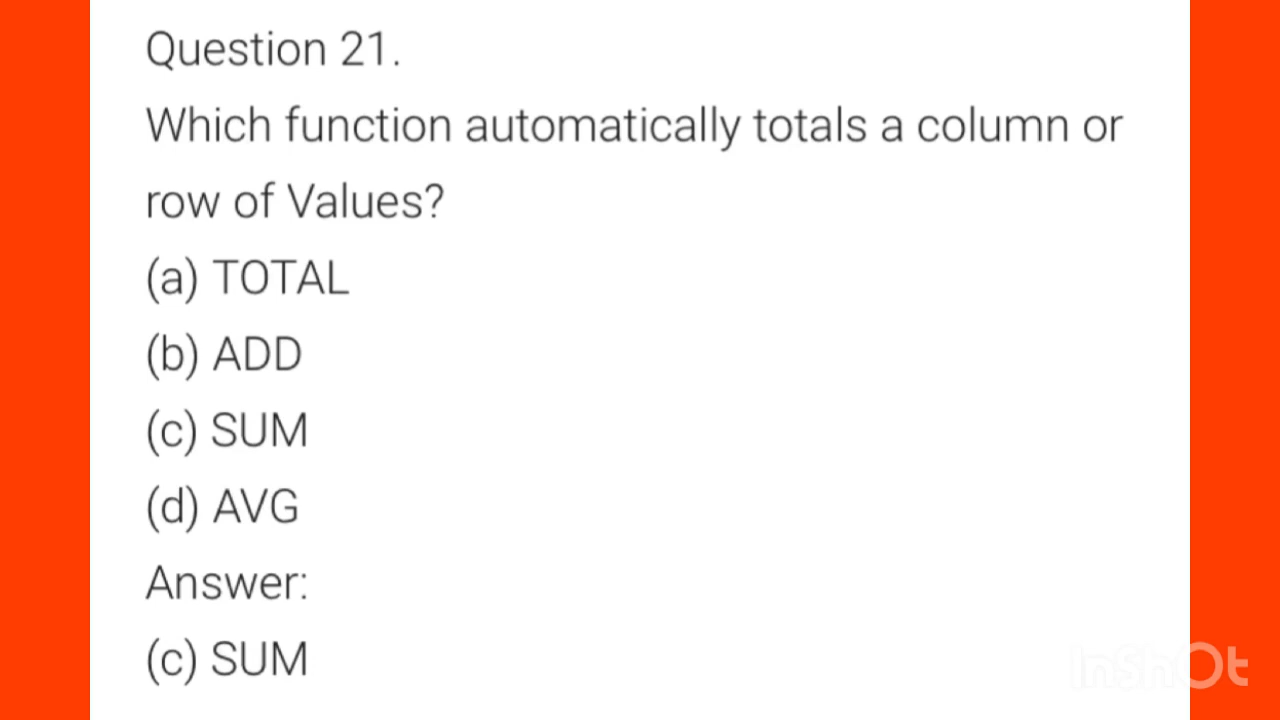 Question 21.
Which function automatically totals a column or
row of Values?
(a) TOTAL
(b) ADD
(c) SUM
(d) AVG
Answer:
(c) SUM
InShOt